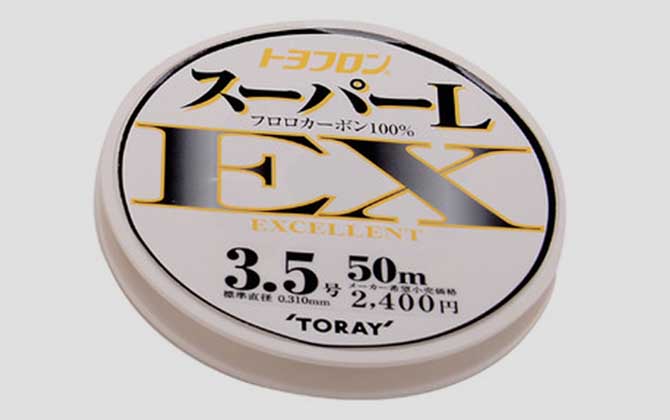 トヨフロン®
スーパーL
フロロカーボン100%
EX
EXCELLENT
3.5号 50m
標準直径 0.310mm メーカー希望小売価格 2,400円
'TORAY'